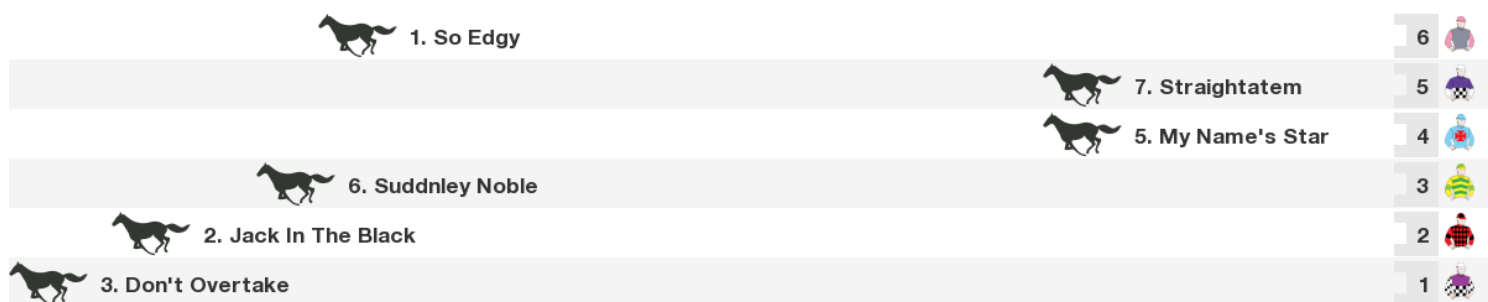 1. So Edgy 6
7. Straightatem 5
5. My Name's Star 4
6. Suddnley Noble 3
2. Jack In The Black 2
3. Don't Overtake 1